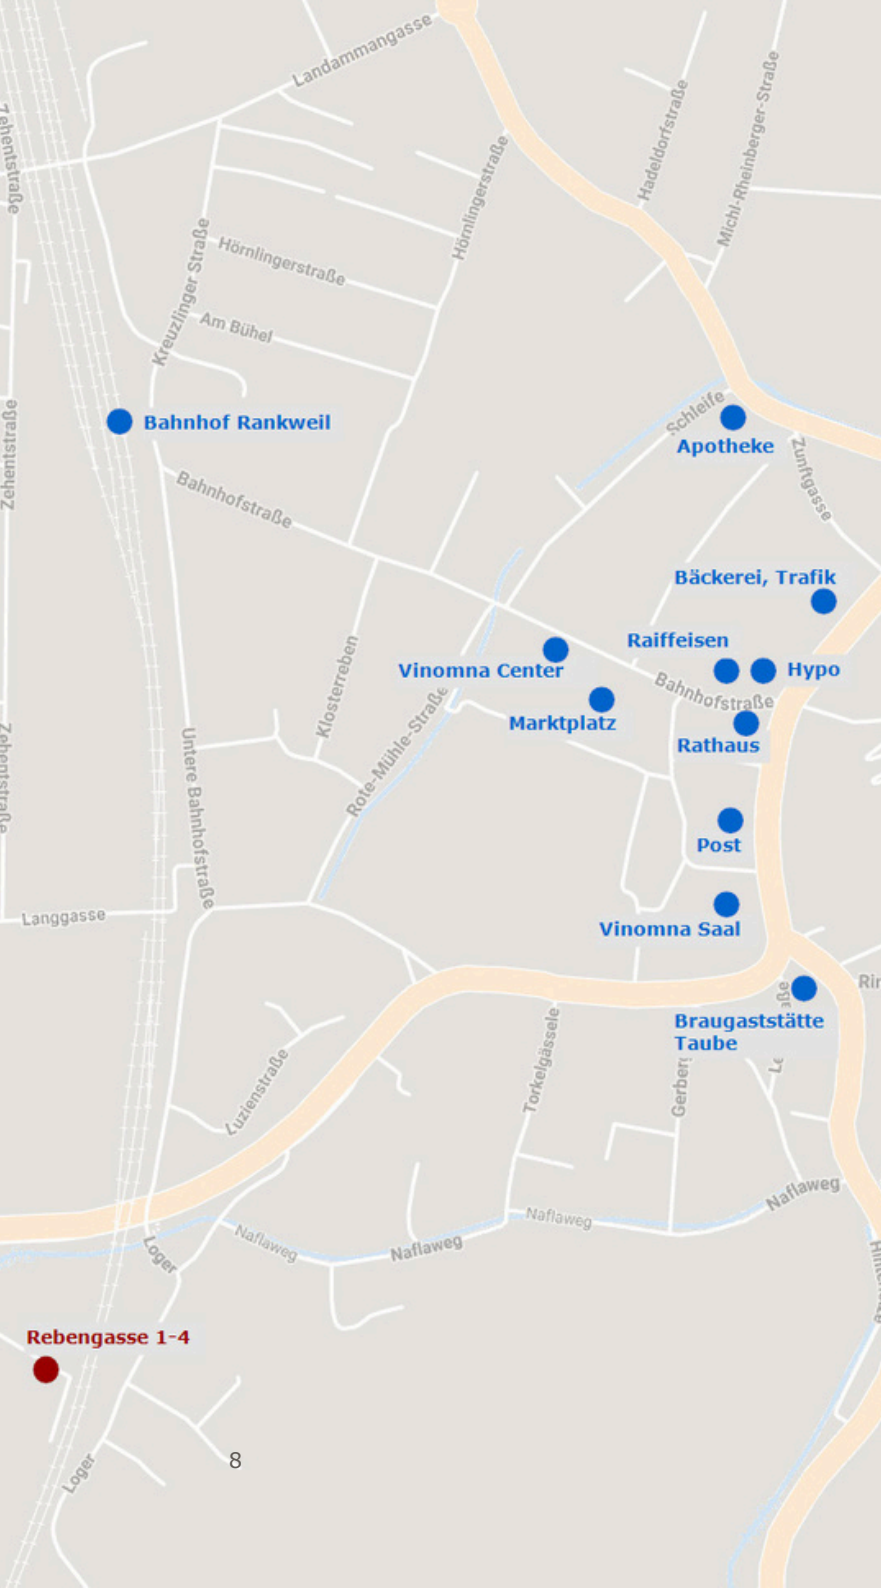 Landammangasse
Zehentstraße
Hadeldorfstraße
Michl-Rheinberger-Straße
Hörnlingerstraße
Kreuzlinger Straße
Hörnlingerstraße
Am Bühel
Schleife
Bahnhof Rankweil
Apotheke
Zehentstraße
Zunftgasse
Bahnhofstraße
Bäckerei, Trafik
Raiffeisen
Klosterreben
Vinomna Center
Hypo
Bahnhofstraße
Marktplatz
Rote-Mühle-Straße
Rathaus
Zehentstraße
Untere Bahnhofstraße
Post
Langgasse
Vinomna Saal
Braugaststätte
Taube
Torkelgässele
Luzienstraße
Naflaweg
Naflaweg
Naflaweg
Naflaweg
Loger
Rebengasse 1-4
8
Loger